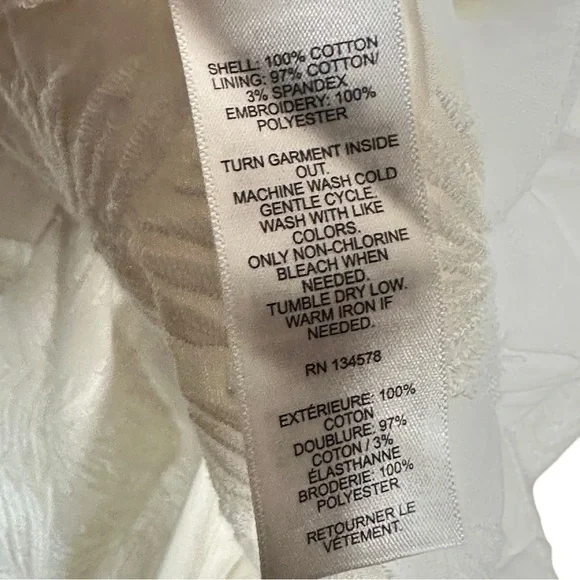 SHELL: 100% COTTON
LINING: 97% COTTON/
3% SPANDEX
EMBROIDERY: 100%
POLYESTER
TURN GARMENT INSIDE
OUT.
MACHINE WASH COLD
GENTLE CYCLE.
WASH WITH LIKE
COLORS.
ONLY NON-CHLORINE
BLEACH WHEN
NEEDED.
TUMBLE DRY LOW.
WARM IRON IF
NEEDED.
RN 134578
EXTÉRIEURE: 100%
COTON
DOUBLURE: 97%
COTON / 3%
ÉLASTHANNE
BRODERIE: 100%
POLYESTER
RETOURNER LE
VÊTEMENT.